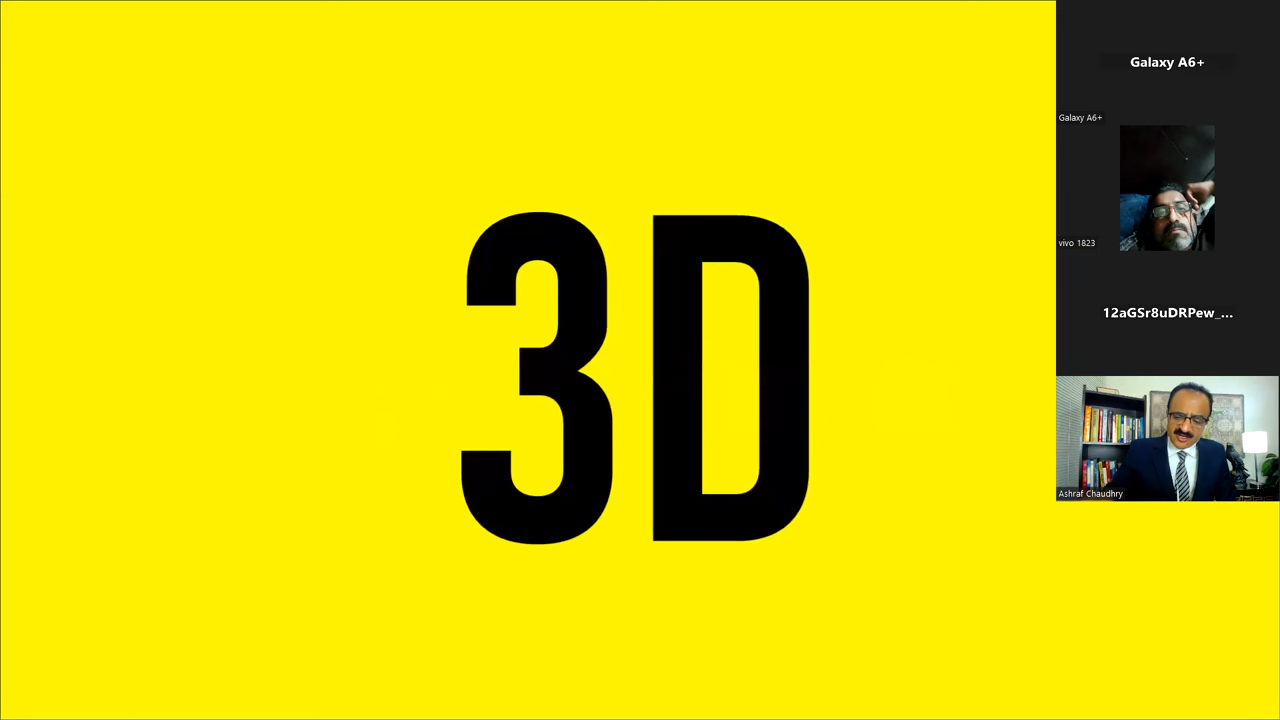 3D
Galaxy A6+
Galaxy A6+
vivo 1823
12aGSr8uDRPew_...
Ashraf Chaudhry